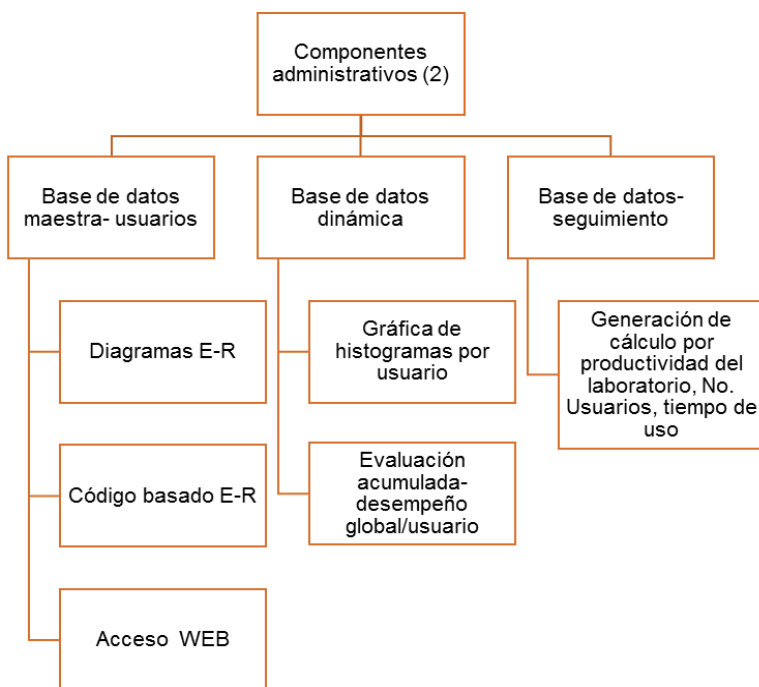 Componentes
administrativos (2)
Base de datos
maestra- usuarios
Base de datos
dinámica
Base de datos-
seguimiento
Diagramas E-R
Código basado E-R
Acceso WEB
Gráfica de
histogramas por
usuario
Evaluación
acumulada-
desempeño
global/usuario
Generación de
cálculo por
productividad del
laboratorio, No.
Usuarios, tiempo de
uso